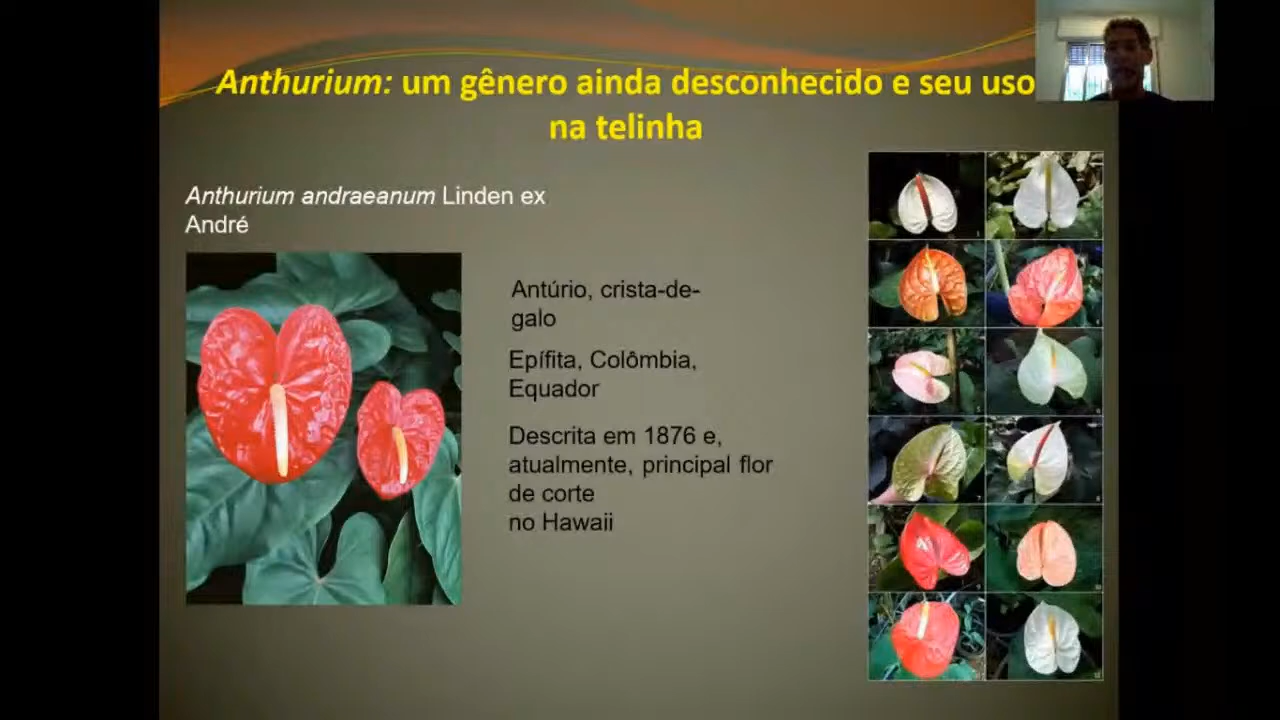 Anthurium: um gênero ainda desconhecido e seu uso
na telinha
Anthurium andraeanum Linden ex
André
Antúrio, crista-de-
galo
Epífita, Colômbia,
Equador
Descrita em 1876 e,
atualmente, principal flor
de corte
no Hawaii